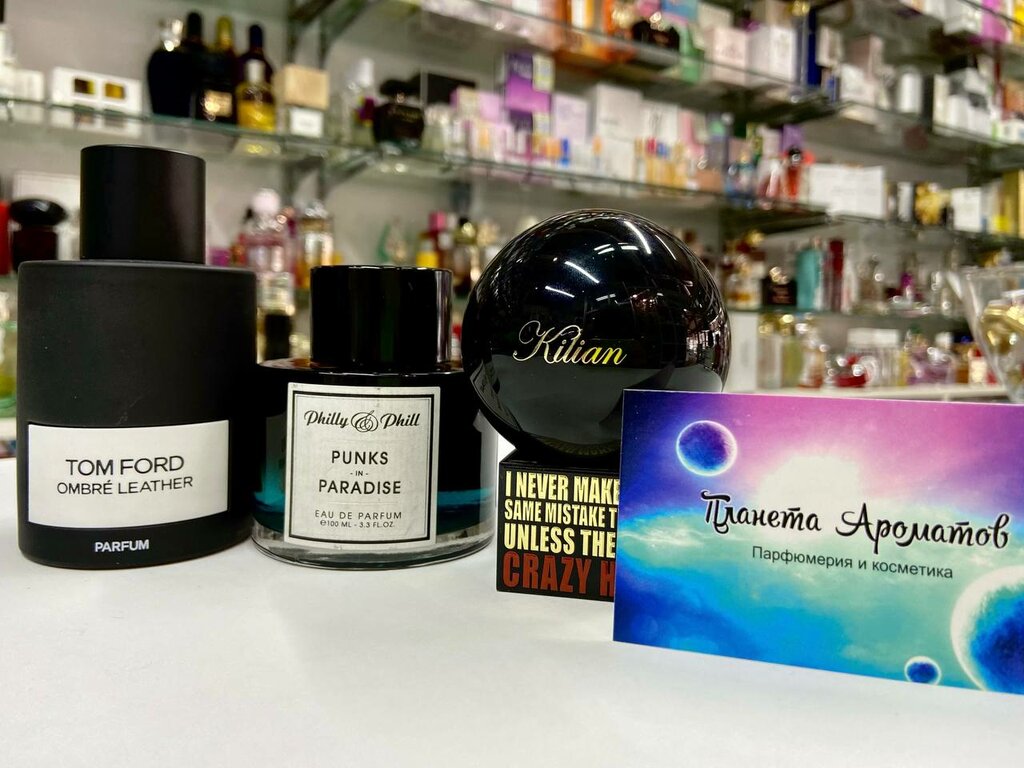 TOM FORD
OMBRÉ LEATHER
PARFUM
Philly & Phill
PUNKS
- IN -
PARADISE
EAU DE PARFUM
℮100 ML - 3.3 FL.OZ.
Kilian
I NEVER MAKE
SAME MISTAKE
UNLESS
CRAZY
Планета Ароматов
Парфюмерия и косметика